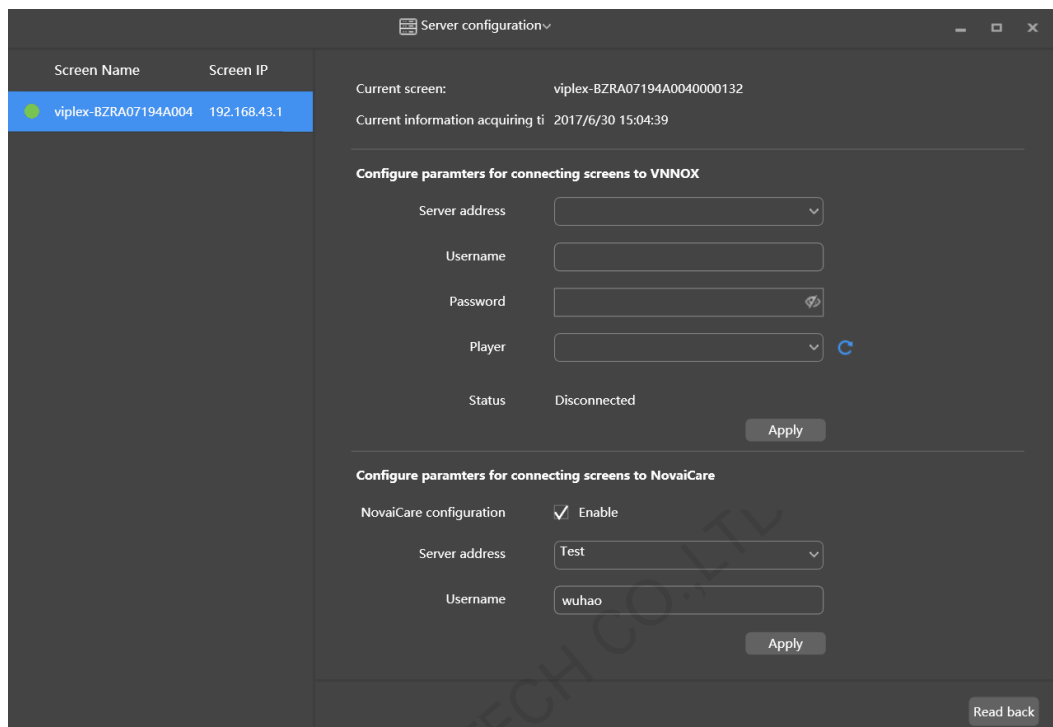 Server configuration
Screen Name Screen IP
viplex-BZRA07194A004 192.168.43.1
Current screen: viplex-BZRA07194A0040000132
Current information acquiring ti 2017/6/30 15:04:39
Configure paramters for connecting screens to VNNOX
Server address
Username
Password
Player
Status Disconnected
Apply
Configure paramters for connecting screens to NovaiCare
NovaiCare configuration Enable
Server address Test
Username wuhao
Apply
TECH CO.,LTD
Read back